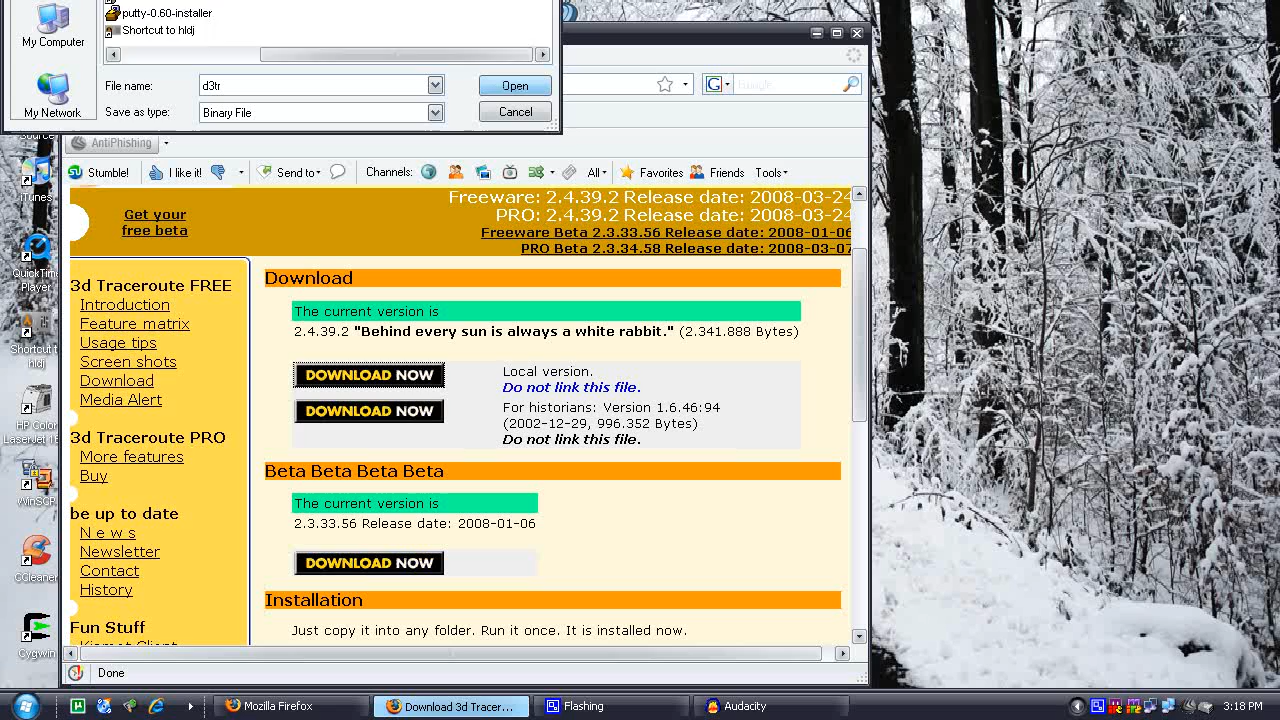 putty-0.60-installer
Shortcut to hldj
My Computer
My Network
File name:
d3tr
Open
Save as type:
Binary File
Cancel
AntiPhishing
Stumble!
I like it!
Send to
Channels:
All
Favorites
Friends
Tools
Get your
free beta
Freeware: 2.4.39.2 Release date: 2008-03-24
PRO: 2.4.39.2 Release date: 2008-03-24
Freeware Beta 2.3.33.56 Release date: 2008-01-06
PRO Beta 2.3.34.58 Release date: 2008-03-07
iTunes
QuickTime
Player
Shortcut to
hldj
HP Color
LaserJet 16
WinSCP
CCleaner
Cygwin
3d Traceroute FREE
Introduction
Feature matrix
Usage tips
Screen shots
Download
Media Alert
3d Traceroute PRO
More features
Buy
be up to date
N e w s
Newsletter
Contact
History
Fun Stuff
Kismet Client
Download
The current version is
2.4.39.2 "Behind every sun is always a white rabbit." (2.341.888 Bytes)
DOWNLOAD NOW
Local version.
Do not link this file.
DOWNLOAD NOW
For historians: Version 1.6.46:94
(2002-12-29, 996.352 Bytes)
Do not link this file.
Beta Beta Beta Beta
The current version is
2.3.33.56 Release date: 2008-01-06
DOWNLOAD NOW
Installation
Just copy it into any folder. Run it once. It is installed now.
Done
Mozilla Firefox
Download 3d Tracer...
Flashing
Audacity
3:18 PM